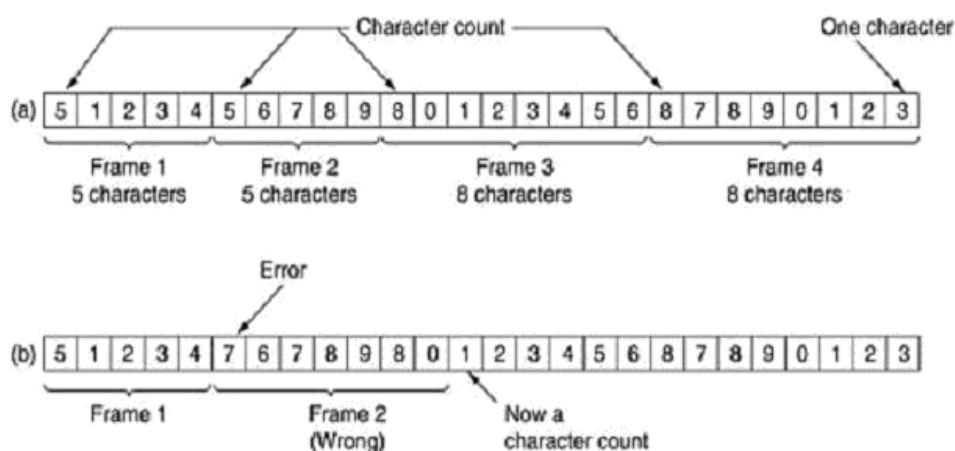 Character count One character
(a) 5 1 2 3 4 5 6 7 8 9 8 0 1 2 3 4 5 6 8 7 8 9 0 1 2 3
Frame 1 Frame 2 Frame 3 Frame 4
5 characters 5 characters 8 characters 8 characters
Error
(b) 5 1 2 3 4 7 6 7 8 9 8 0 1 2 3 4 5 6 8 7 8 9 0 1 2 3
Frame 1 Frame 2 Now a
(Wrong) character count